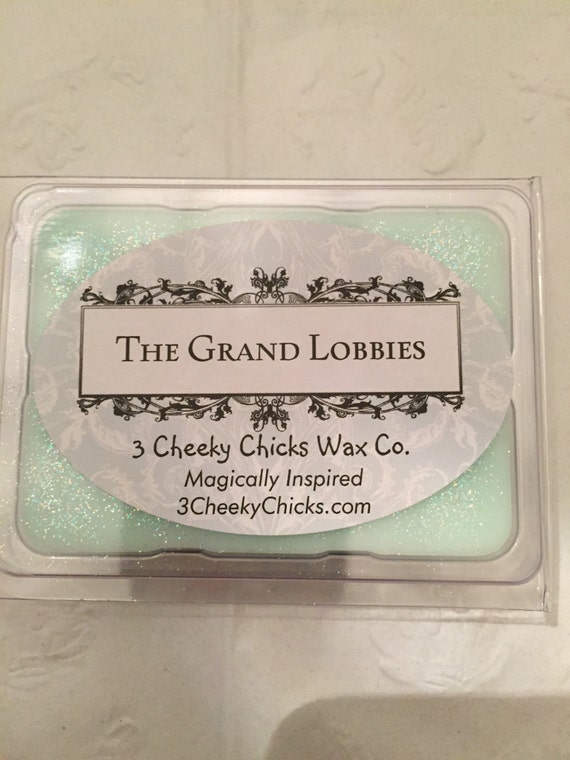 The Grand Lobbies
3 Cheeky Chicks Wax Co.
Magically Inspired
3CheekyChicks.com